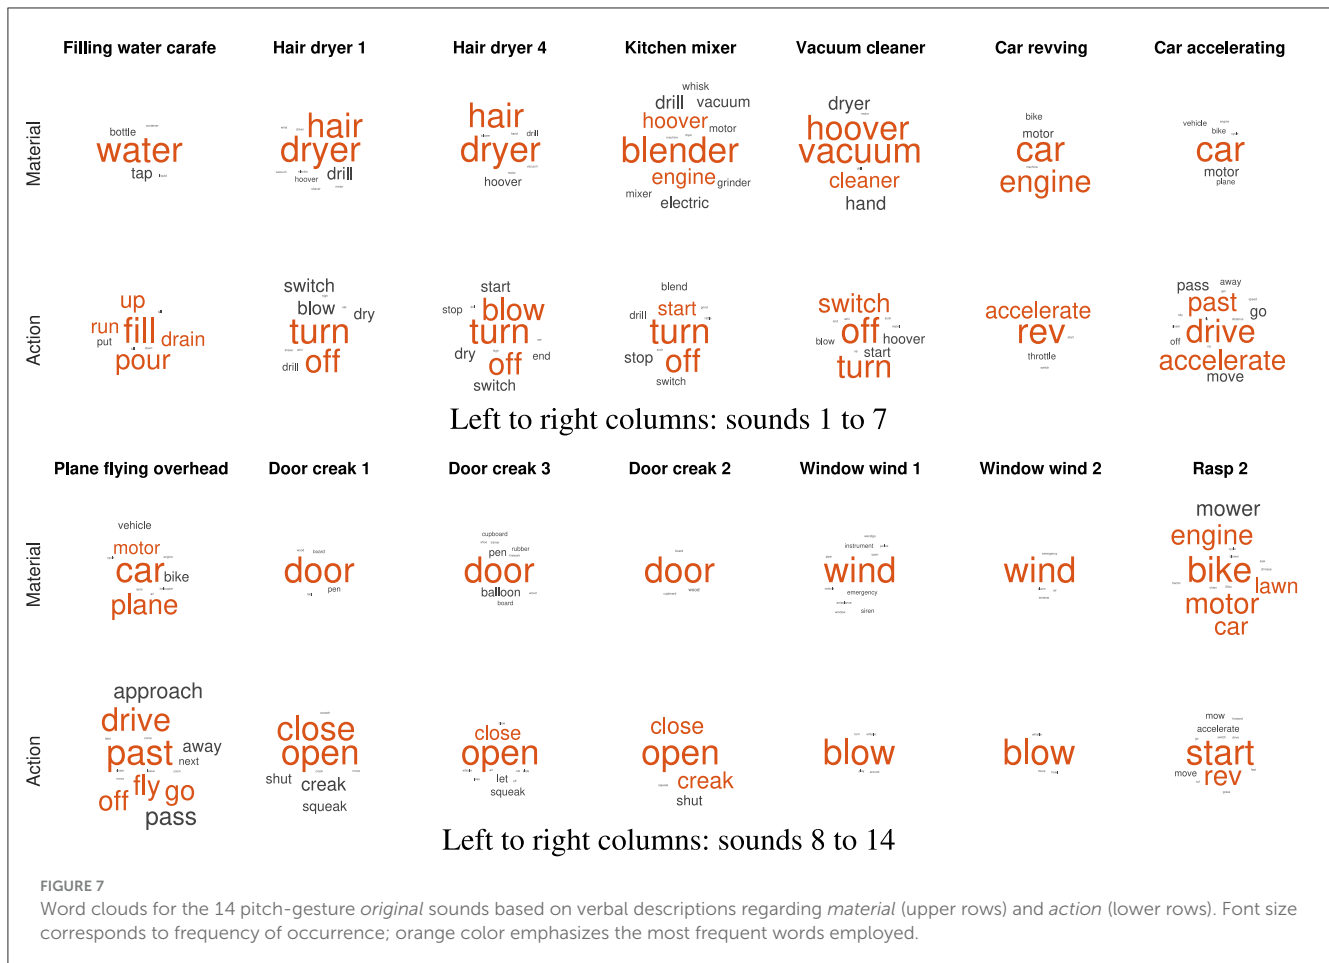 Filling water carafe Hair dryer 1 Hair dryer 4 Kitchen mixer Vacuum cleaner Car revving Car accelerating
Material
bottle
water
tap
hair
dryer
drill
hoover
hair
drill
dryer
hoover
whisk
drill vacuum
hoover
motor
blender
engine
grinder
mixer
electric
dryer
hoover
vacuum
cleaner
hand
bike
motor
car
engine
vehicle
bike
car
motor
plane
Action
up
run fill drain
put
pour
switch
blow
dry
turn
drill off
start
stop blow
turn
dry
off end
switch
blend
start
drill
turn
stop off
switch
switch
off
blow hoover
start
turn
accelerate
rev
throttle
pass away
past
go
drive
off
accelerate
move
Left to right columns: sounds 1 to 7
Plane flying overhead Door creak 1 Door creak 3 Door creak 2 Window wind 1 Window wind 2 Rasp 2
Material
vehicle
motor
car bike
plane
board
door
pen
cupboard
rubber
pen
door
balloon
board
door
cupboard wood
instrument
wind
emergency
siren
window
emergency
wind
mower
engine
bike
lawn
motor
car
Action
approach
drive
past away
next
fly
off go
pass
close
open
shut creak
squeak
close
open
let
squeak
close
open
creak
shut
blow
blow
mow
accelerate
start
move rev
Left to right columns: sounds 8 to 14
FIGURE 7
Word clouds for the 14 pitch-gesture original sounds based on verbal descriptions regarding material (upper rows) and action (lower rows). Font size
corresponds to frequency of occurrence; orange color emphasizes the most frequent words employed.